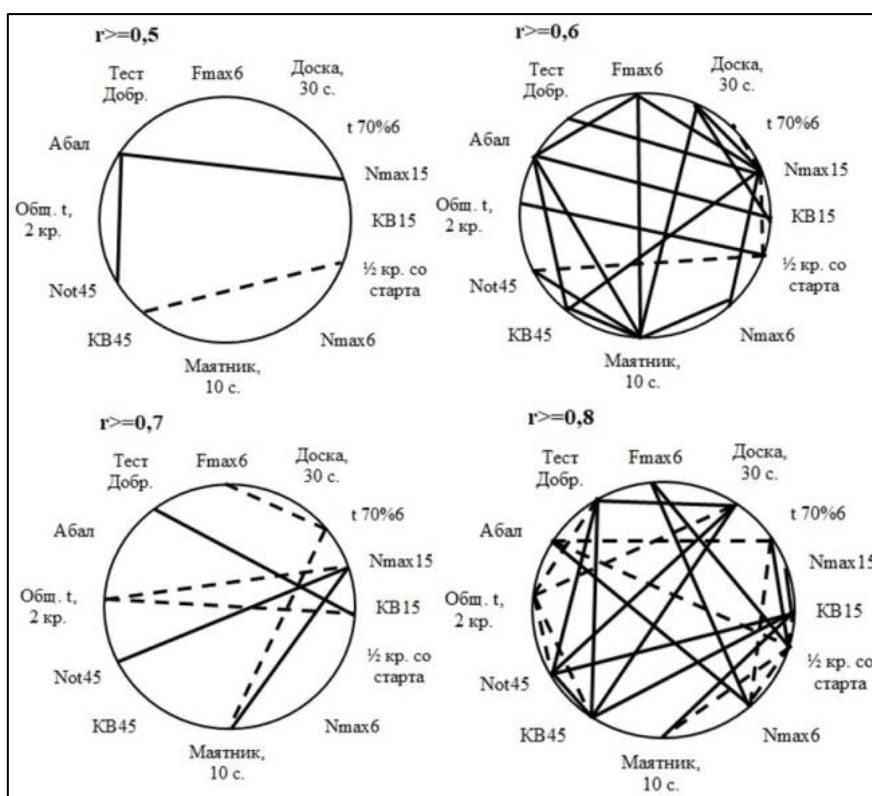 r>=0,5
Fmax6
Доска,
30 с.
Тест
Добр.
t 70%6
Абал
Nmax15
Общ. t,
2 кр.
КВ15
½ кр. со
старта
Not45
КВ45
Nmax6
Маятник,
10 с.
r>=0,6
Fmax6
Доска,
30 с.
Тест
Добр.
t 70%6
Абал
Nmax15
Общ. t,
2 кр.
КВ15
½ кр. со
старта
Not45
КВ45
Nmax6
Маятник,
10 с.
r>=0,7
Fmax6
Доска,
30 с.
Тест
Добр.
t 70%6
Абал
Nmax15
Общ. t,
2 кр.
КВ15
½ кр. со
старта
Not45
КВ45
Nmax6
Маятник,
10 с.
r>=0,8
Fmax6
Доска,
30 с.
Тест
Добр.
t 70%6
Абал
Nmax15
Общ. t,
2 кр.
КВ15
½ кр. со
старта
Not45
КВ45
Nmax6
Маятник,
10 с.